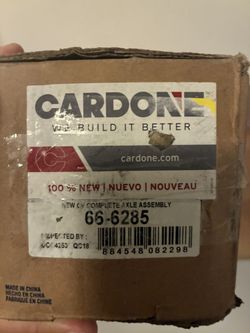 CARDONE
WE BUILD IT BETTER
cardone.com
100 % NEW | NUEVO | NOUVEAU
NEW CV COMPLETE AXLE ASSEMBLY
66-6285
INSPECTED BY:
QC18
884548 082298
MADE IN CHINA
HECHO EN CHINA
FABRIQUÉ EN CHINE